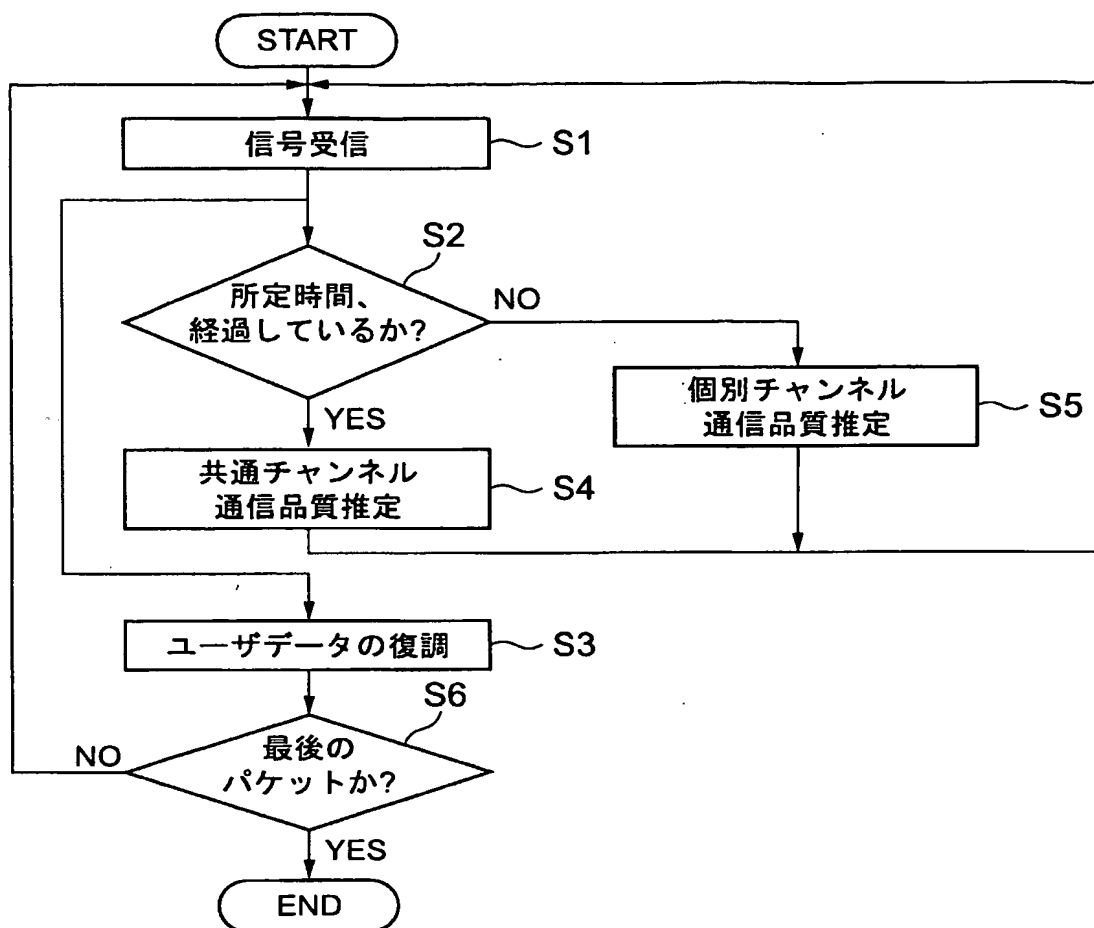 START
信号受信
S1
S2
所定時間、
経過しているか?
NO
YES
個別チャンネル
通信品質推定
S5
共通チャンネル
通信品質推定
S4
ユーザデータの復調
S3
S6
最後の
パケットか?
NO
YES
END